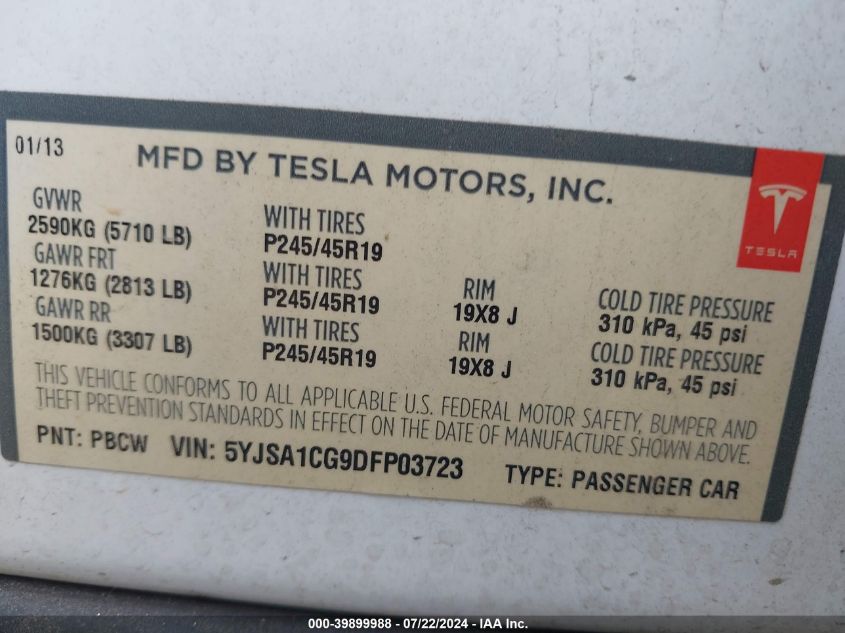 01/13
MFD BY TESLA MOTORS, INC.
TESLA
GVWR
2590KG (5710 LB)
WITH TIRES
P245/45R19
GAWR FRT
1276KG (2813 LB)
WITH TIRES
P245/45R19
RIM
19X8 J
COLD TIRE PRESSURE
310 kPa, 45 psi
GAWR RR
1500KG (3307 LB)
WITH TIRES
P245/45R19
RIM
19X8 J
COLD TIRE PRESSURE
310 kPa, 45 psi
THIS VEHICLE CONFORMS TO ALL APPLICABLE U.S. FEDERAL MOTOR SAFETY, BUMPER AND
THEFT PREVENTION STANDARDS IN EFFECT ON THE DATE OF MANUFACTURE SHOWN ABOVE.
PNT: PBCW VIN: 5YJSA1CG9DFP03723 TYPE: PASSENGER CAR
000-39899988 - 07/22/2024 - IAA Inc.